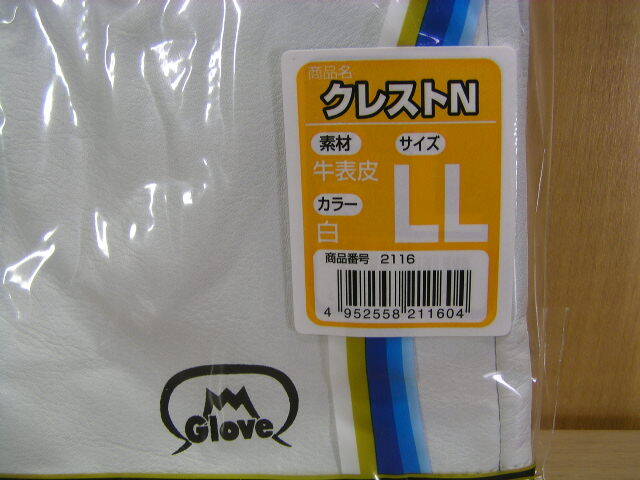 商品名
クレストN
素材
サイズ
牛表皮
LL
カラー
白
商品番号 2116
4 952558 211604
Glove